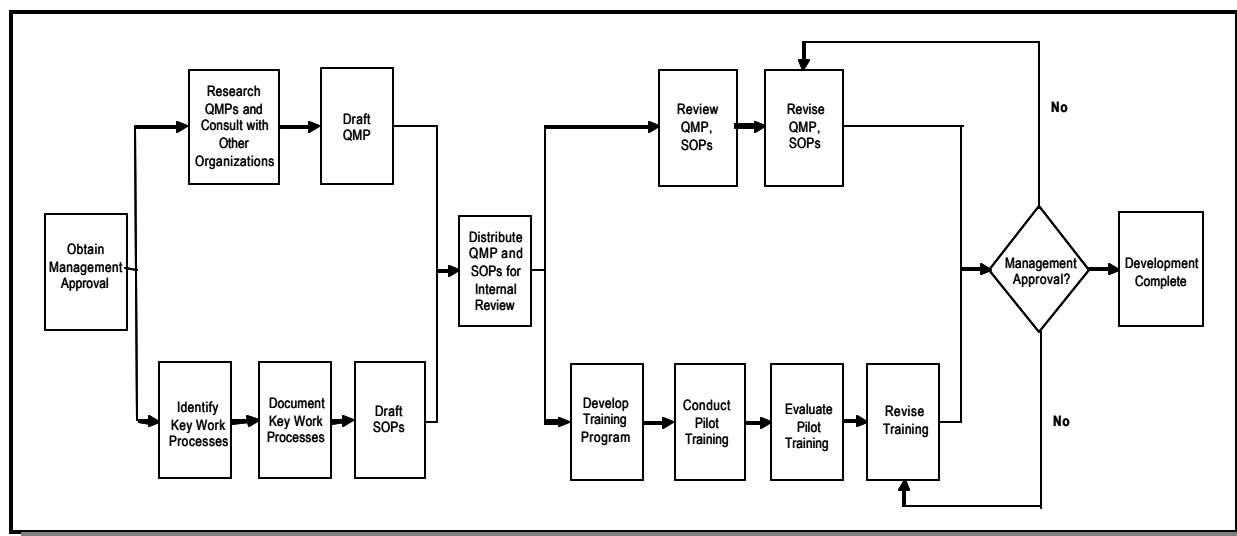 Obtain
Management
Approval
Research
QMPs and
Consult with
Other
Organizations
Draft
QMP
Identify
Key Work
Processes
Document
Key Work
Processes
Draft
SOPs
Distribute
QMP and
SOPs for
Internal
Review
Review
QMP,
SOPs
Revise
QMP,
SOPs
Develop
Training
Program
Conduct
Pilot
Training
Evaluate
Pilot
Training
Revise
Training
No
Management
Approval?
No
Development
Complete